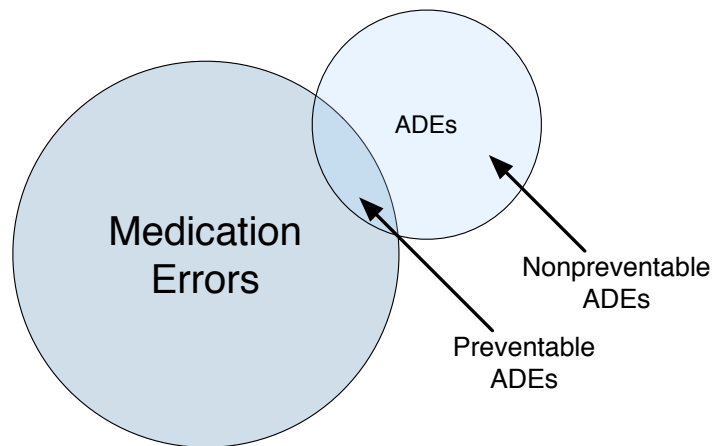 ADEs
Medication
Errors
Nonpreventable
ADEs
Preventable
ADEs